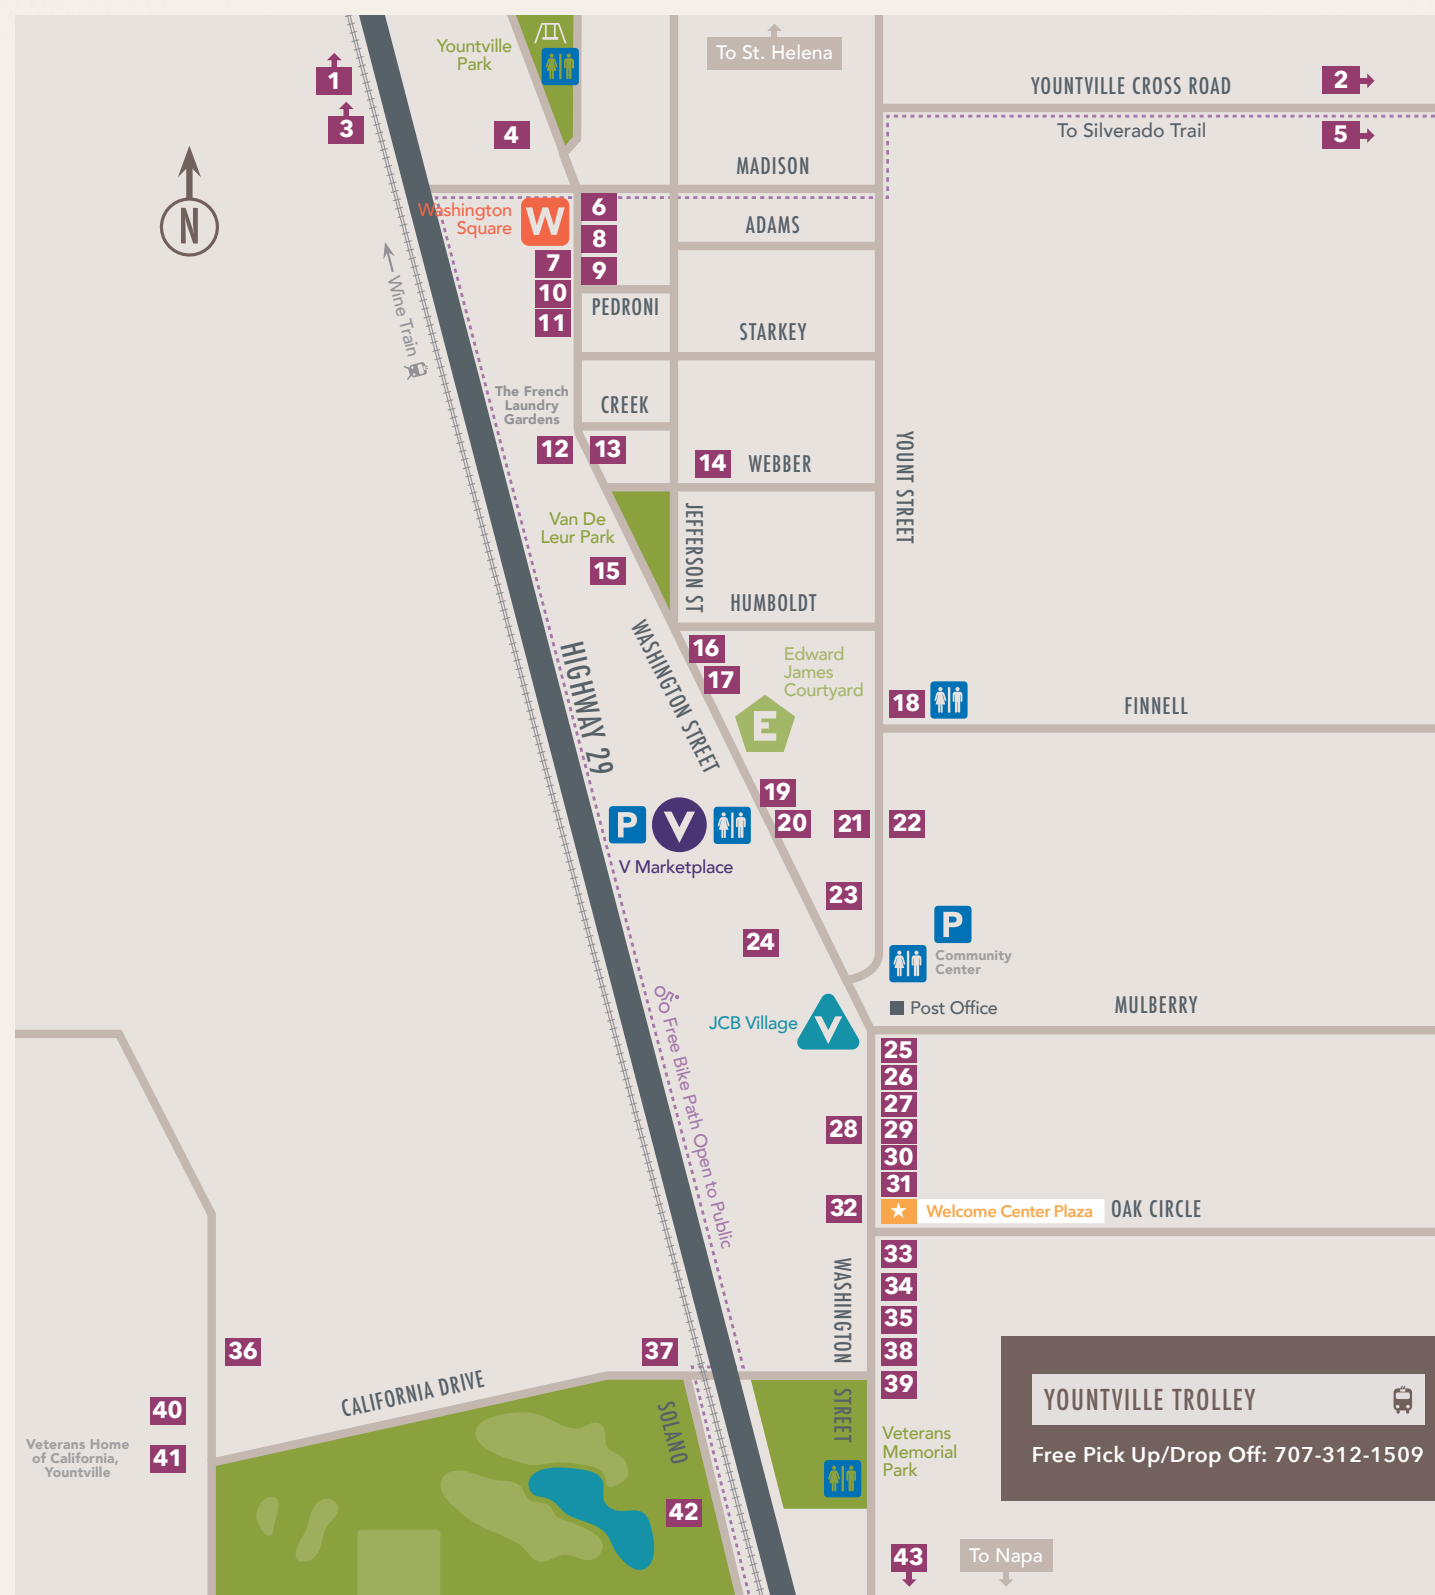 Yountville
Park
To St. Helena
1
3
4
YOUNTVILLE CROSS ROAD
2
To Silverado Trail
5
MADISON
N
Washington
Square
W
6
8
9
7
10
11
ADAMS
PEDRONI
STARKEY
Wine Train
The French
Laundry
Gardens
CREEK
12
13
14
WEBBER
YOUNT STREET
Van De
Leur Park
JEFFERSON ST
15
HUMBOLDT
HIGHWAY 29
WASHINGTON STREET
16
17
Edward
James
Courtyard
E
18
FINNELL
19
P
V
V Marketplace
20
21
22
23
24
P
Community
Center
Post Office
MULBERRY
JCB Village
V
Free Bike Path Open to Public
25
26
27
28
29
30
31
32
★
Welcome Center Plaza
OAK CIRCLE
33
34
35
38
39
WASHINGTON
STREET
36
37
CALIFORNIA DRIVE
SOLANO
40
41
Veterans Home
of California,
Yountville
42
Veterans
Memorial
Park
YOUNTVILLE TROLLEY
Free Pick Up/Drop Off: 707-312-1509
43
To Napa